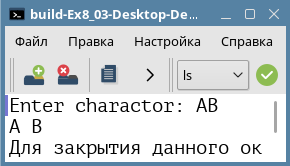 build-Ex8_03-Desktop-De...
Файл Правка Настройка Справка
ls
Enter charactor: AB
A B
Для закрытия данного ок